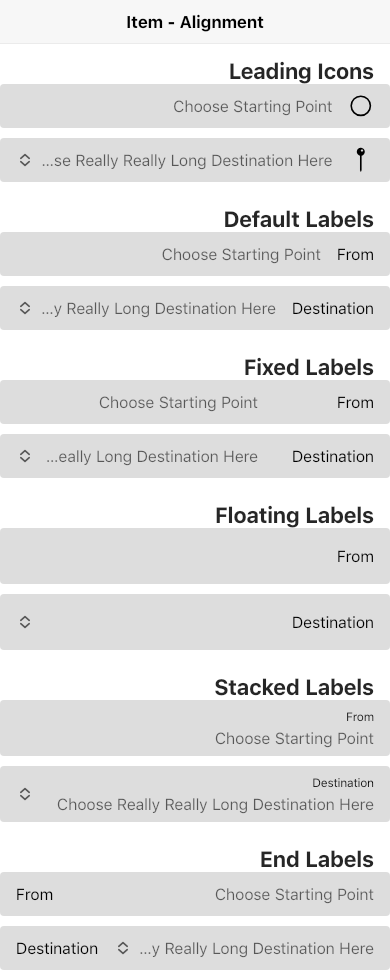 Item - Alignment
Leading Icons
Choose Starting Point
...se Really Really Long Destination Here
Default Labels
From Choose Starting Point
Destination ...y Really Long Destination Here
Fixed Labels
From Choose Starting Point
Destination ...eally Long Destination Here
Floating Labels
From
Destination
Stacked Labels
From
Choose Starting Point
Destination
Choose Really Really Long Destination Here
End Labels
Choose Starting Point From
...y Really Long Destination Here Destination